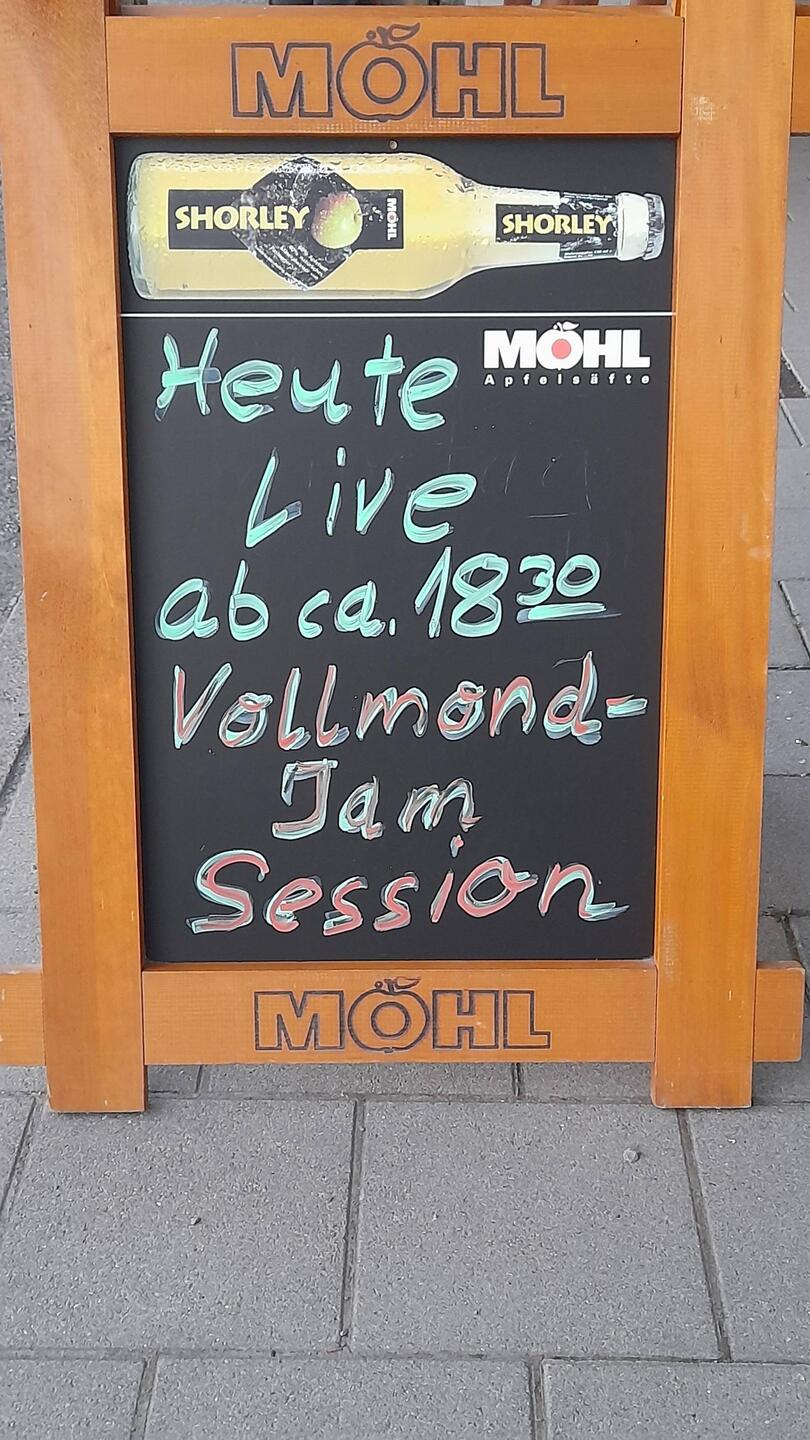 MÖHL
SHORLEY MÖHL SHORLEY
MÖHL
Apfelsäfte
Heute
Live
ab ca. 18³⁰
Vollmond-
Jam
Session
MÖHL